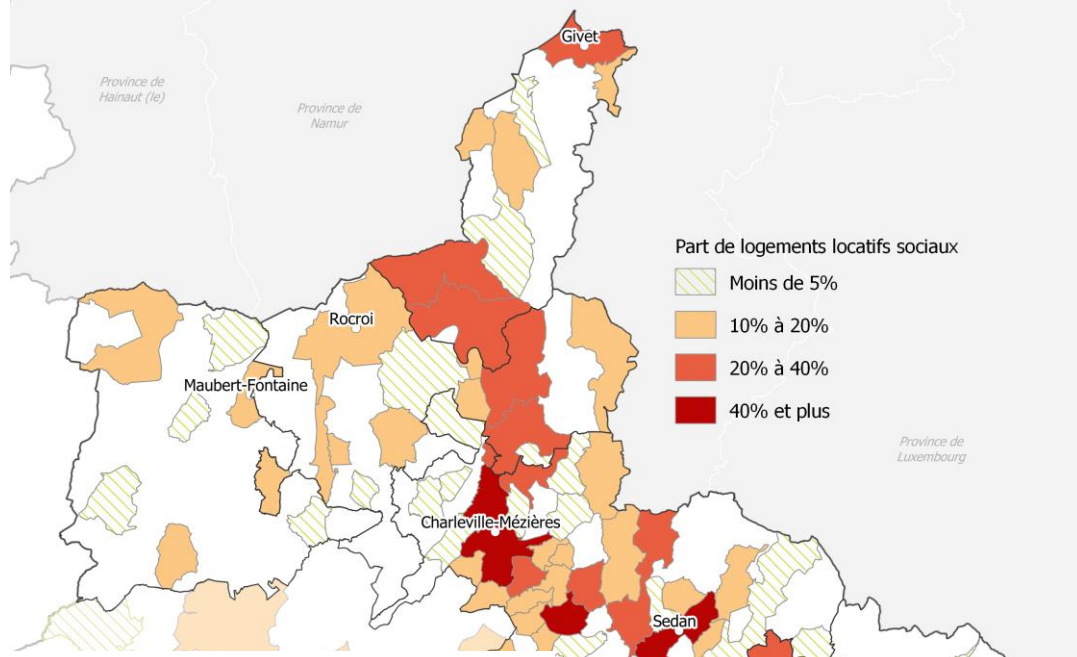 Givet
Province de
Hainaut (le)
Province de
Namur
Part de logements locatifs sociaux
Moins de 5%
10% à 20%
20% à 40%
40% et plus
Rocroi
Maubert-Fontaine
Province de
Luxembourg
Charleville-Mézières
Sedan